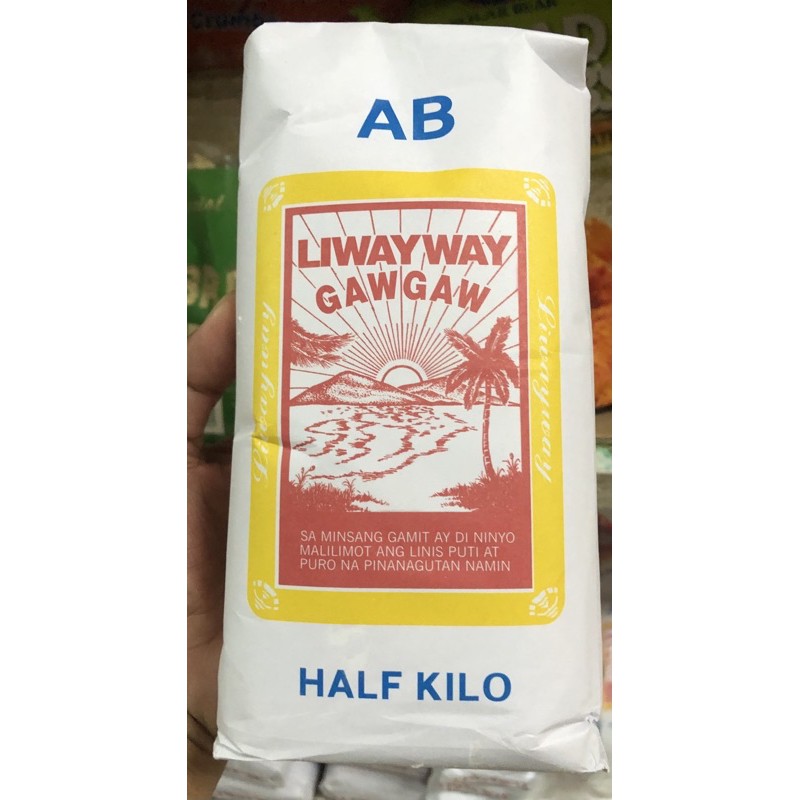 AB
LIWAYWAY
GAWGAW
Liwayway
Liwayway
SA MINSANG GAMIT AY DI NINYO
MALILIMOT ANG LINIS PUTI AT
PURO NA PINANAGUTAN NAMIN
HALF KILO